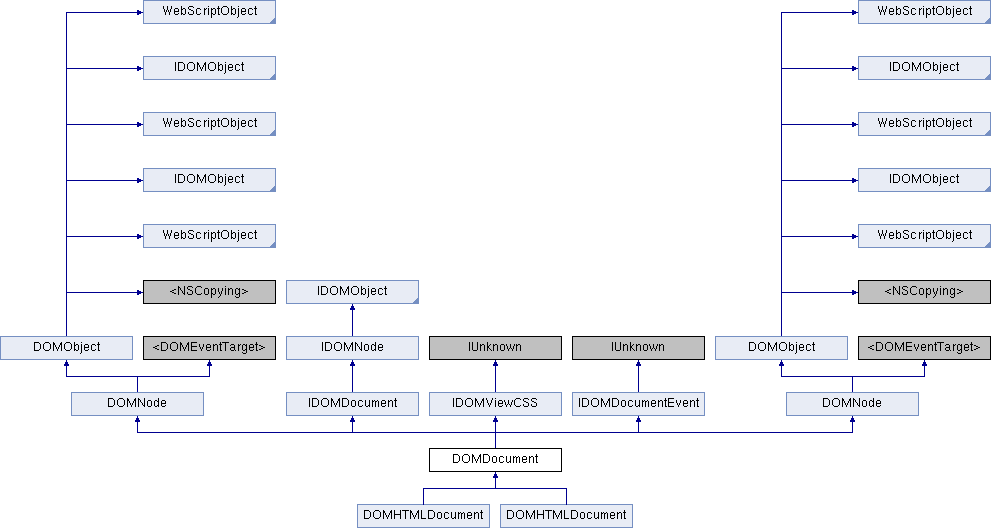 WebScriptObject WebScriptObject
IDOMObject IDOMObject
WebScriptObject WebScriptObject
IDOMObject IDOMObject
WebScriptObject WebScriptObject
<NSCopying> IDOMObject <NSCopying>
DOMObject <DOMEventTarget> IDOMNode IUnknown IUnknown DOMObject <DOMEventTarget>
DOMNode IDOMDocument IDOMViewCSS IDOMDocumentEvent DOMNode
DOMDocument
DOMHTMLDocument DOMHTMLDocument